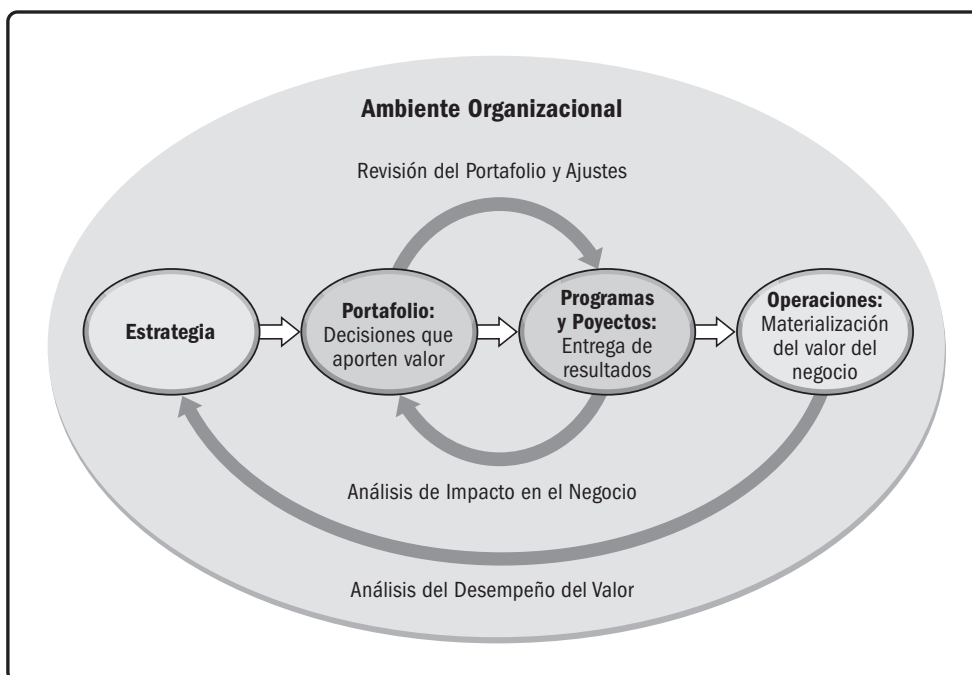 Ambiente Organizacional
Revisión del Portafolio y Ajustes
Estrategia
Portafolio:
Decisiones que
aporten valor
Programas
y Poyectos:
Entrega de
resultados
Operaciones:
Materialización
del valor del
negocio
Análisis de Impacto en el Negocio
Análisis del Desempeño del Valor